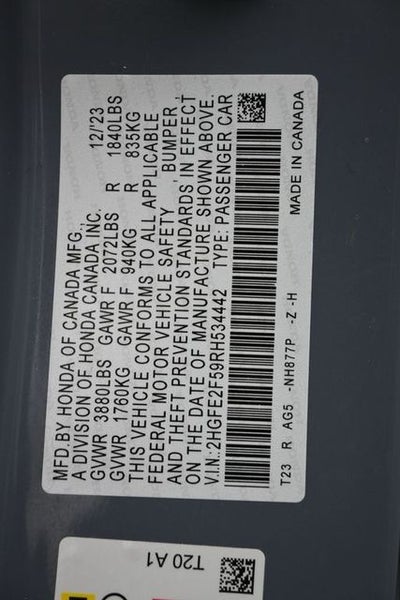 MFD.BY HONDA OF CANADA MFG.,
A DIVISION OF HONDA CANADA INC. 12/'23
GVWR 3880LBS GAWR F 2072LBS R 1840LBS
GVWR 1760KG GAWR F 940KG R 835KG
THIS VEHICLE CONFORMS TO ALL APPLICABLE
FEDERAL MOTOR VEHICLE SAFETY , BUMPER ,
AND THEFT PREVENTION STANDARDS IN EFFECT
ON THE DATE OF MANUFACTURE SHOWN ABOVE.
V.I.N.:2HGFE2F59RH534442 TYPE: PASSENGER CAR
T23 R AG5 -NH877P -Z -H MADE IN CANADA
T20 A1